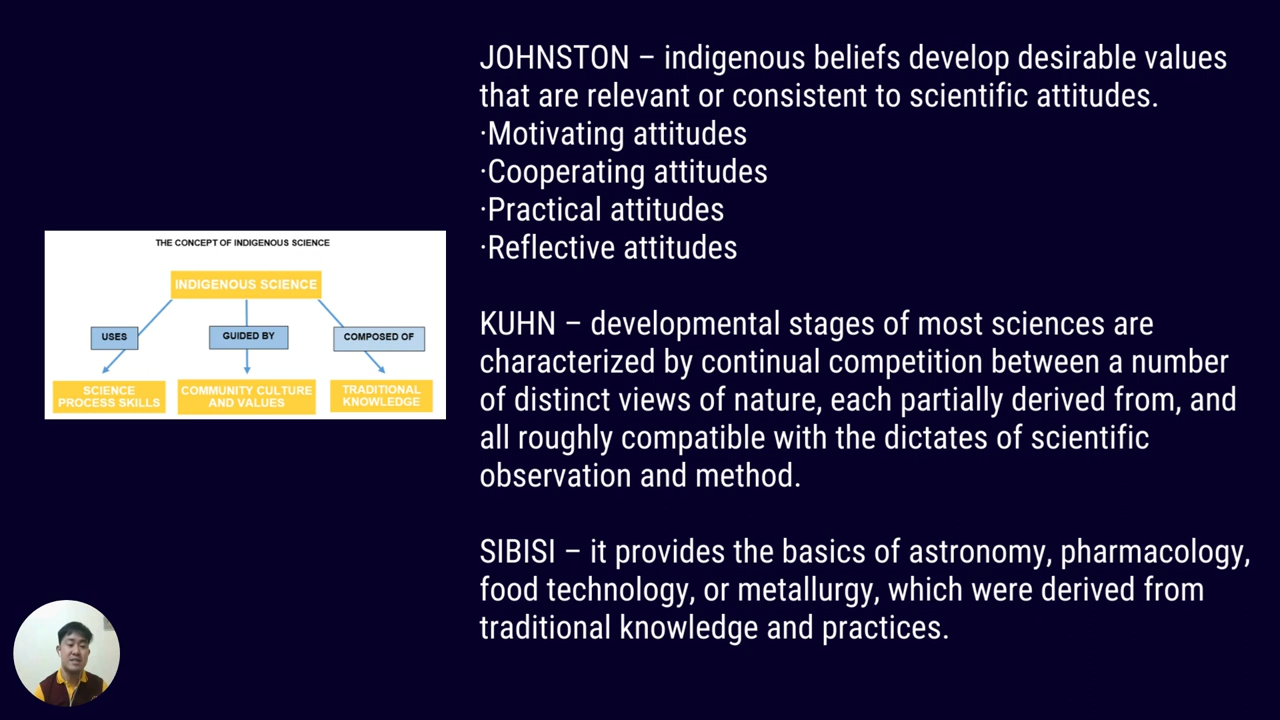 JOHNSTON – indigenous beliefs develop desirable values
that are relevant or consistent to scientific attitudes.
·Motivating attitudes
·Cooperating attitudes
·Practical attitudes
·Reflective attitudes
KUHN – developmental stages of most sciences are
characterized by continual competition between a number
of distinct views of nature, each partially derived from, and
all roughly compatible with the dictates of scientific
observation and method.
SIBISI – it provides the basics of astronomy, pharmacology,
food technology, or metallurgy, which were derived from
traditional knowledge and practices.
THE CONCEPT OF INDIGENOUS SCIENCE
INDIGENOUS SCIENCE
USES
GUIDED BY
COMPOSED OF
SCIENCE
PROCESS SKILLS
COMMUNITY CULTURE
AND VALUES
TRADITIONAL
KNOWLEDGE